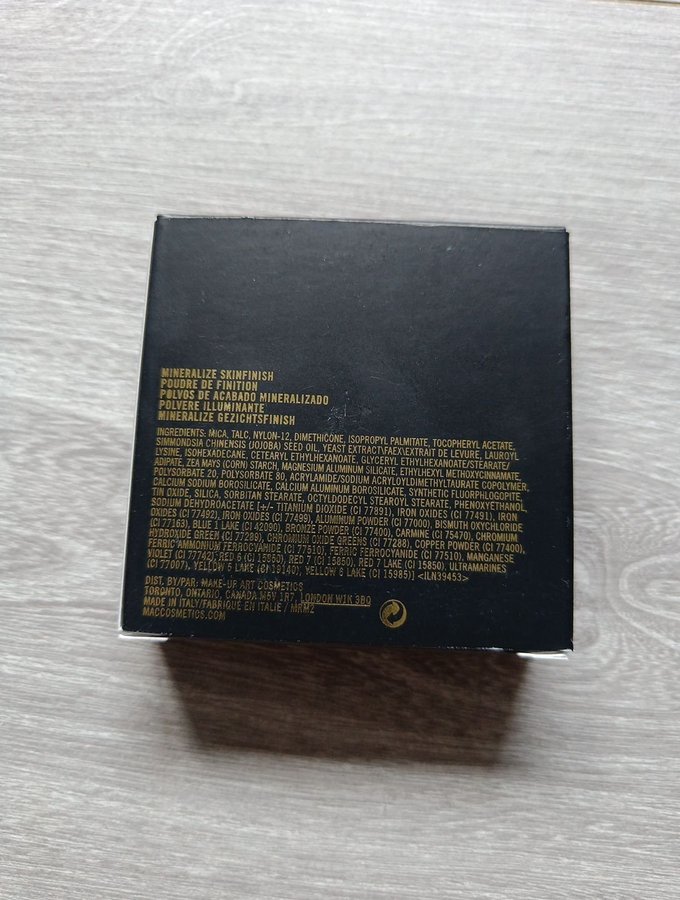 MINERALIZE SKINFINISH
POUDRE DE FINITION
POLVOS DE ACABADO MINERALIZADO
POLVERE ILLUMINANTE
MINERALIZE GEZICHTSFINISH
INGREDIENTS: MICA, TALC, NYLON-12, DIMETHICONE, ISOPROPYL PALMITATE, TOCOPHERYL ACETATE,
SIMMONDSIA CHINENSIS (JOJOBA) SEED OIL, YEAST EXTRACT\FAEX\EXTRAIT DE LEVURE, LAUROYL
LYSINE, ISOHEXADECANE, CETEARYL ETHYLHEXANOATE, GLYCERYL ETHYLHEXANOATE/STEARATE/
ADIPATE, ZEA MAYS (CORN) STARCH, MAGNESIUM ALUMINUM SILICATE, ETHYLHEXYL METHOXYCINNAMATE,
POLYSORBATE 20, POLYSORBATE 80, ACRYLAMIDE/SODIUM ACRYLOYLDIMETHYLTAURATE COPOLYMER,
CALCIUM SODIUM BOROSILICATE, CALCIUM ALUMINUM BOROSILICATE, SYNTHETIC FLUORPHLOGOPITE,
TIN OXIDE, SILICA, SORBITAN STEARATE, OCTYLDODECYL STEAROYL STEARATE, PHENOXYETHANOL,
SODIUM DEHYDROACETATE [+/- TITANIUM DIOXIDE (CI 77891), IRON OXIDES (CI 77491), IRON
OXIDES (CI 77492), IRON OXIDES (CI 77499), ALUMINUM POWDER (CI 77000), BISMUTH OXYCHLORIDE
(CI 77163), BLUE 1 LAKE (CI 42090), BRONZE POWDER (CI 77400), CARMINE (CI 75470), CHROMIUM
HYDROXIDE GREEN (CI 77289), CHROMIUM OXIDE GREENS (CI 77288), COPPER POWDER (CI 77400),
FERRIC AMMONIUM FERROCYANIDE (CI 77510), FERRIC FERROCYANIDE (CI 77510), MANGANESE
VIOLET (CI 77742), RED 6 (CI 15850), RED 7 (CI 15850), RED 7 LAKE (CI 15850), ULTRAMARINES
(CI 77007), YELLOW 5 LAKE (CI 19140), YELLOW 6 LAKE (CI 15985)] <ILN39453>
DIST. BY/PAR: MAKE-UP ART COSMETICS
TORONTO, ONTARIO, CANADA M5V 1R7, LONDON W1K 3BQ
MADE IN ITALY/FABRIQUÉ EN ITALIE / MRM2
MACCOSMETICS.COM